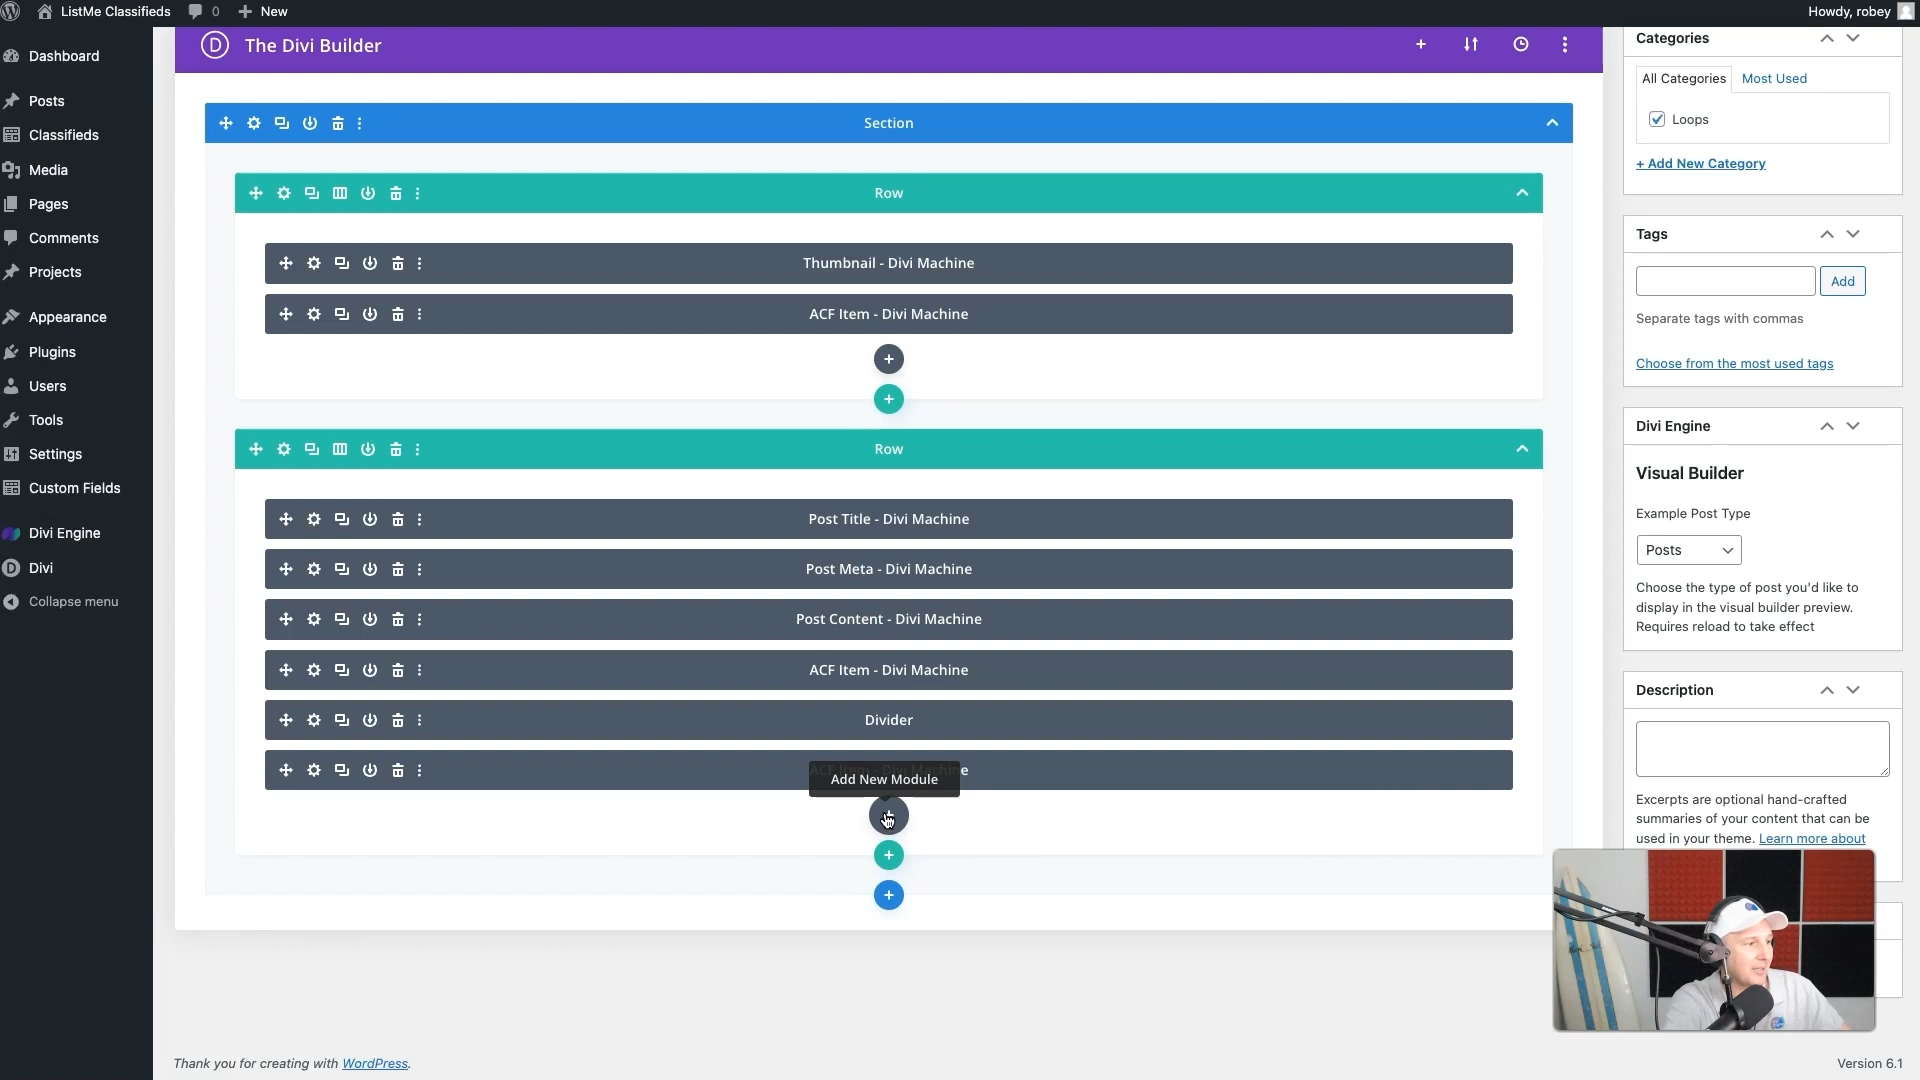 ListMe Classifieds
0
New
Howdy, robey
Dashboard
Posts
Classifieds
Media
Pages
Comments
Projects
Appearance
Plugins
Users
Tools
Settings
Custom Fields
Divi Engine
Divi
Collapse menu
D
The Divi Builder
Section
Row
Thumbnail - Divi Machine
ACF Item - Divi Machine
Row
Post Title - Divi Machine
Post Meta - Divi Machine
Post Content - Divi Machine
ACF Item - Divi Machine
Divider
ACF Item - Divi Machine
Add New Module
Categories
All Categories
Most Used
Loops
+ Add New Category
Tags
Add
Separate tags with commas
Choose from the most used tags
Divi Engine
Visual Builder
Example Post Type
Posts
Choose the type of post you'd like to
display in the visual builder preview.
Requires reload to take effect
Description
Excerpts are optional hand-crafted
summaries of your content that can be
used in your theme. Learn more about
Thank you for creating with WordPress.
Version 6.1